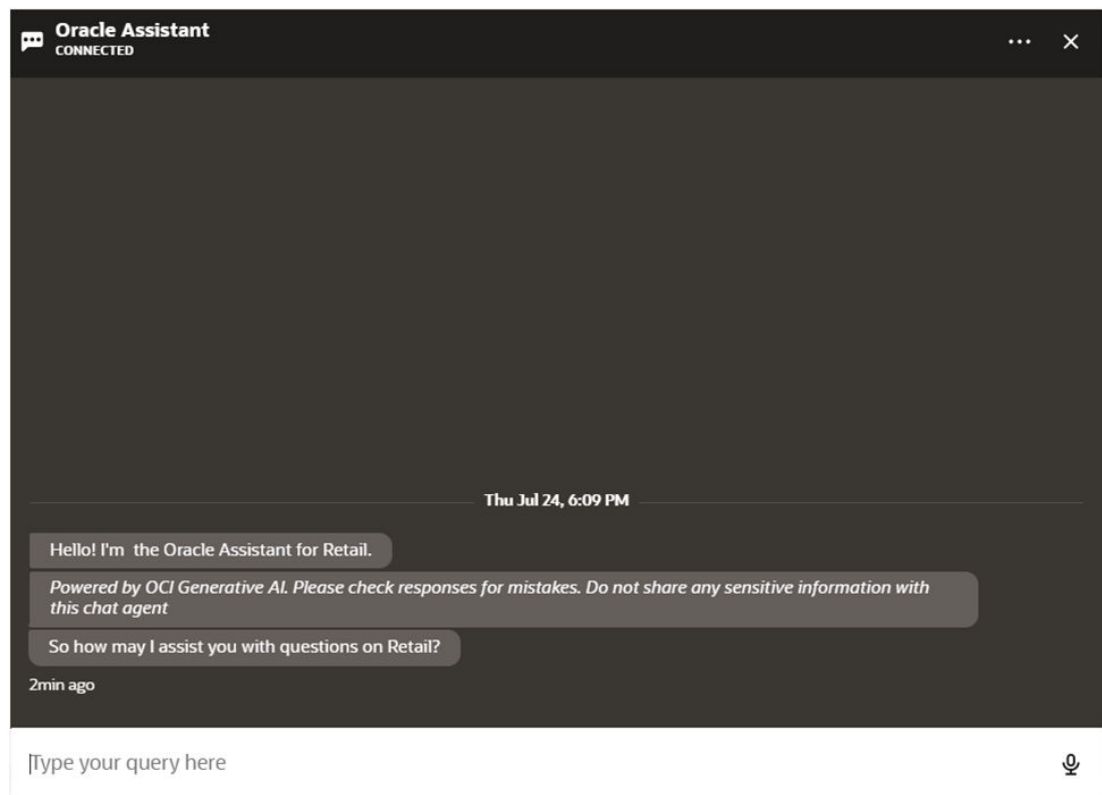 Oracle Assistant
CONNECTED
Thu Jul 24, 6:09 PM
Hello! I'm the Oracle Assistant for Retail.
Powered by OCI Generative AI. Please check responses for mistakes. Do not share any sensitive information with
this chat agent
So how may I assist you with questions on Retail?
2min ago
Type your query here